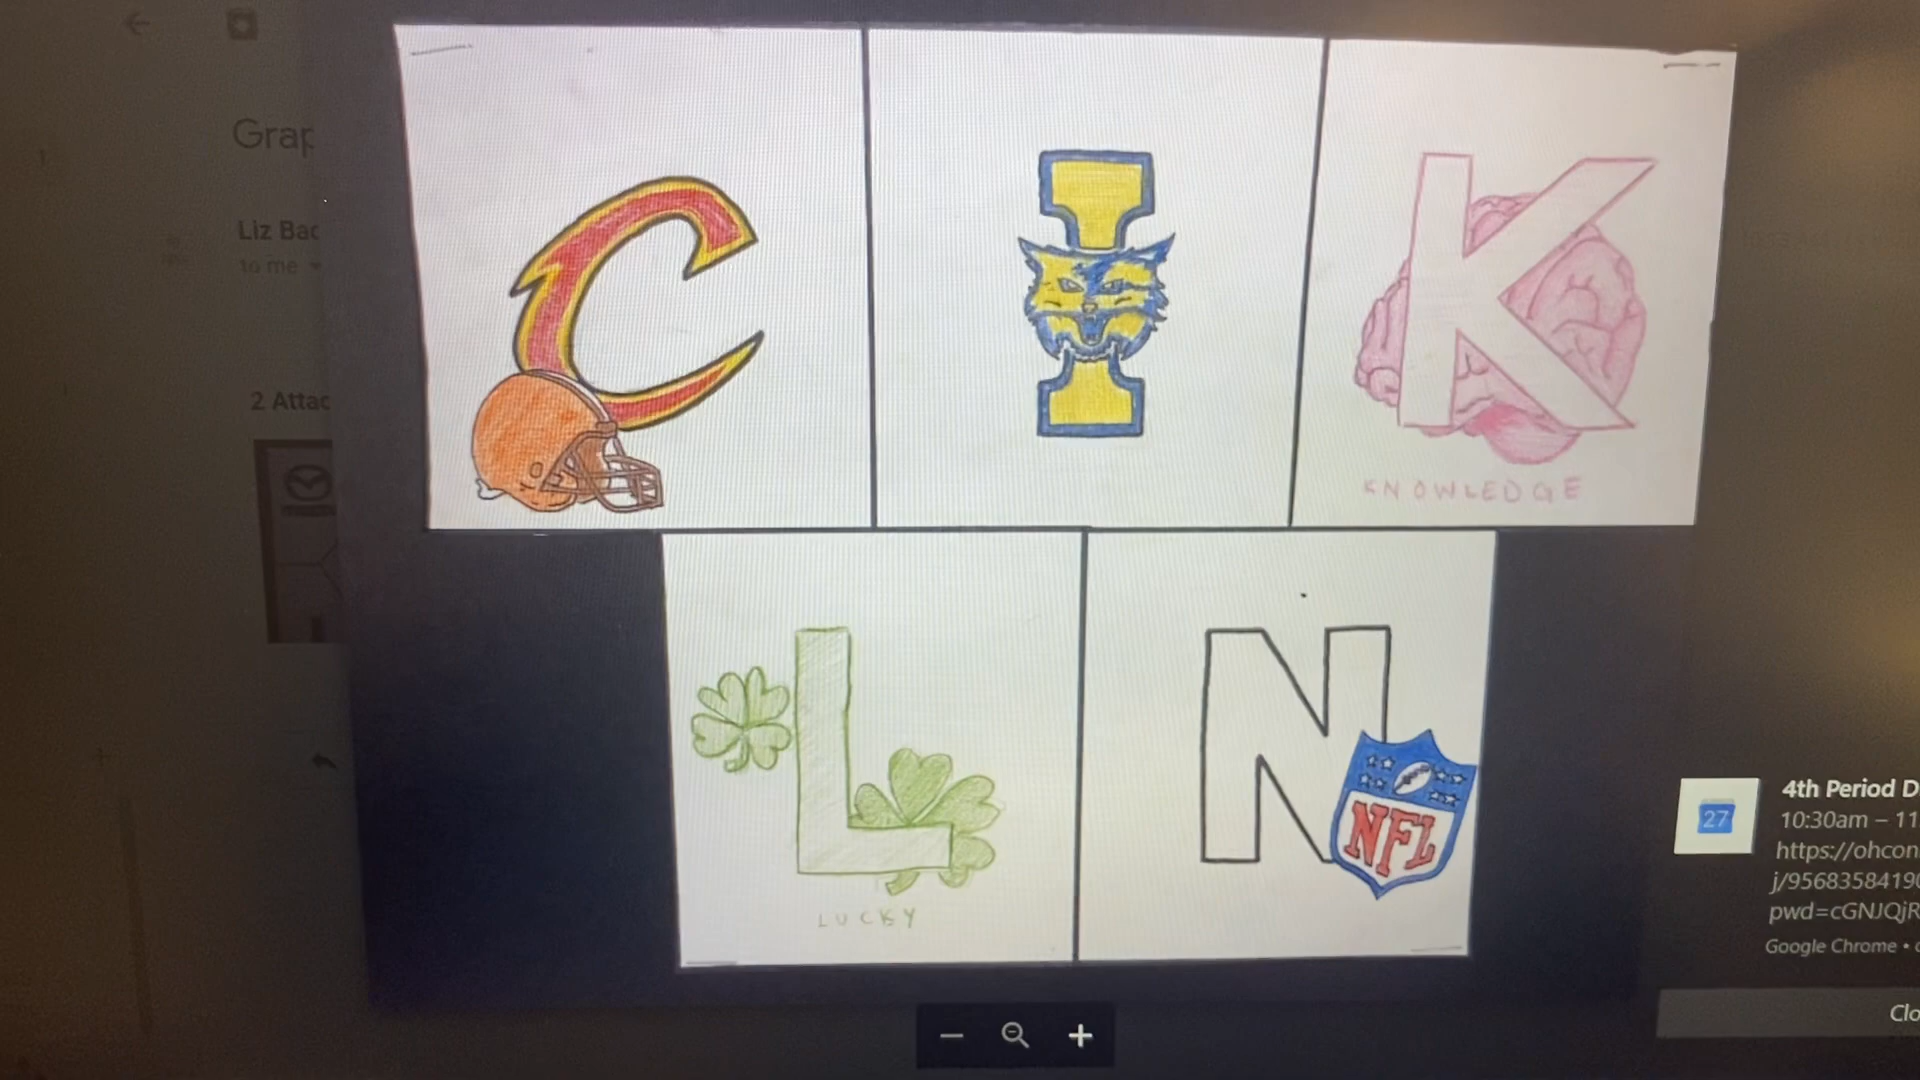 Grap
Liz Bac
to me
2 Attac
C
I
K
KNOWLEDGE
L
LUCKY
N
NFL
27
4th Period D
10:30am – 11
https://ohcon
j/9568358419
pwd=cGNJQjR
Google Chrome •
Clo